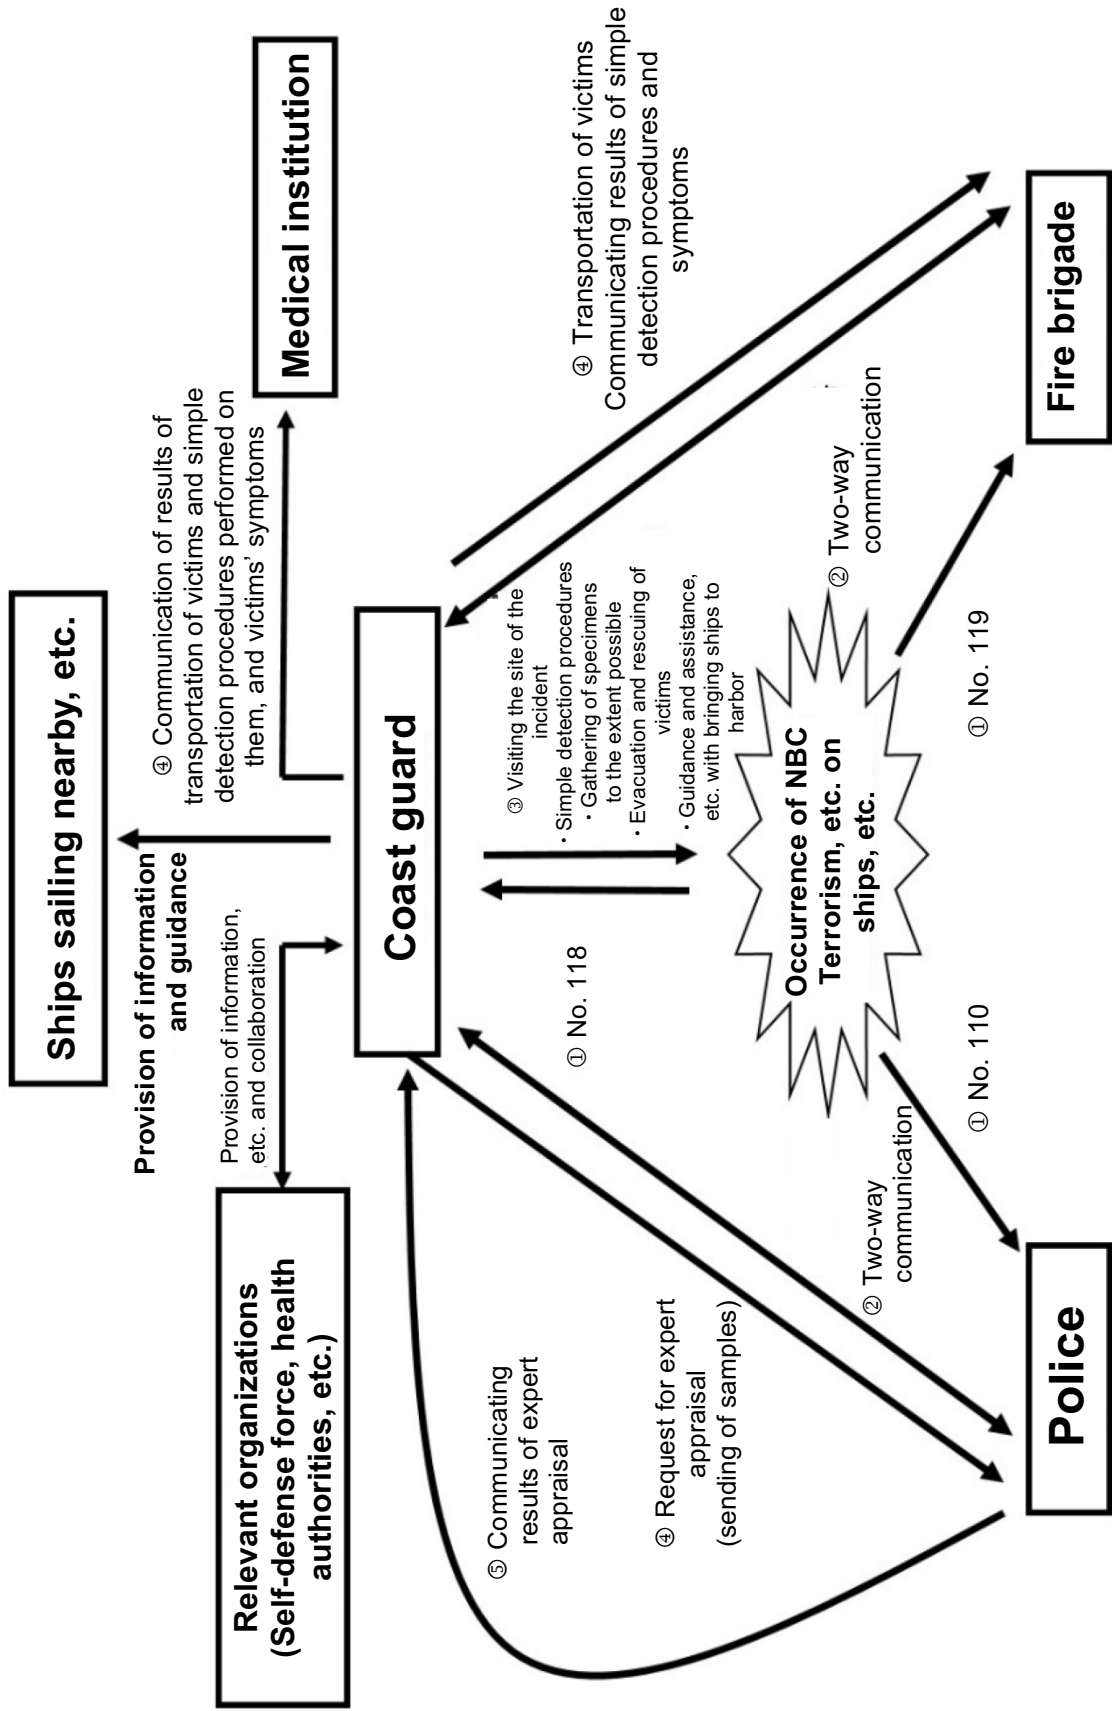 Ships sailing nearby, etc.
Provision of information
and guidance
Relevant organizations
(Self-defense force, health
authorities, etc.)
Provision of information,
etc. and collaboration
④ Communication of results of
transportation of victims and simple
detection procedures performed on
them, and victims’ symptoms
Medical institution
Coast guard
⑤ Communicating
results of expert
appraisal
① No. 118
③ Visiting the site of the
incident
・Simple detection procedures
・Gathering of specimens
to the extent possible
・Evacuation and rescuing of
victims
・Guidance and assistance,
etc. with bringing ships to
harbor
④ Transportation of victims
Communicating results of simple
detection procedures and
symptoms
④ Request for expert
appraisal
(sending of samples)
Occurrence of NBC
Terrorism, etc. on
ships, etc.
② Two-way
communication
② Two-way
communication
① No. 110
① No. 119
Police
Fire brigade